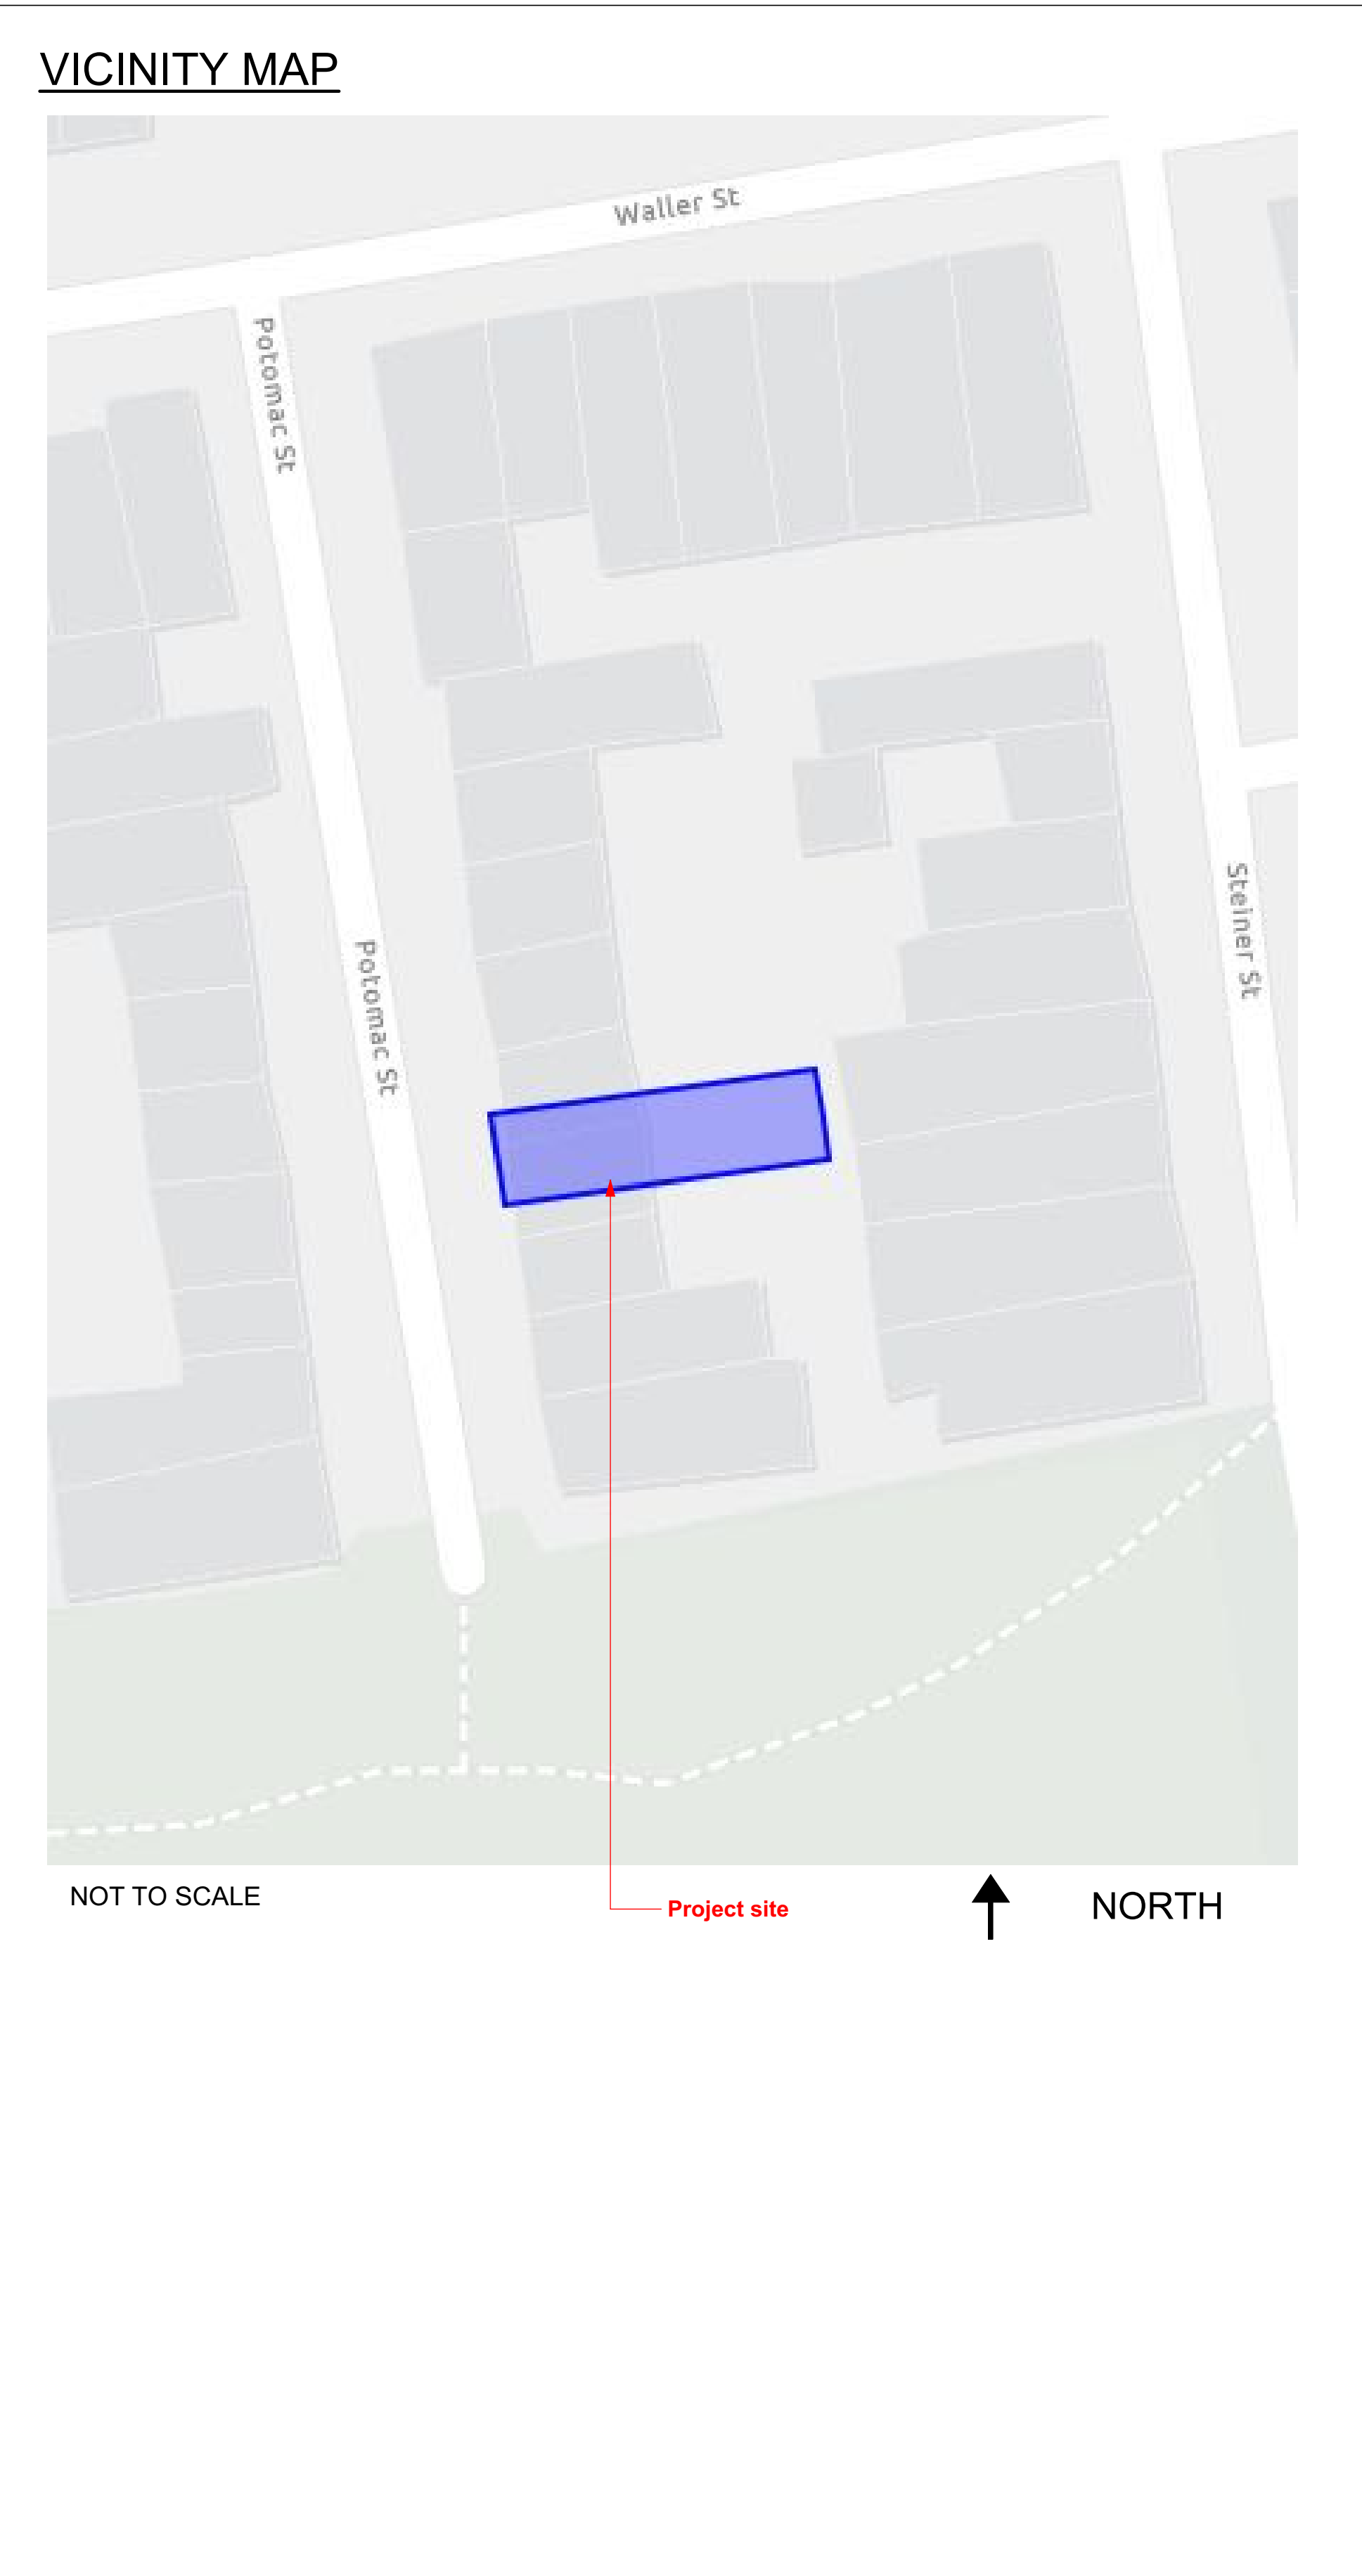 VICINITY MAP
Waller St
Potomac St
Steiner St
Potomac St
NOT TO SCALE
Project site
NORTH